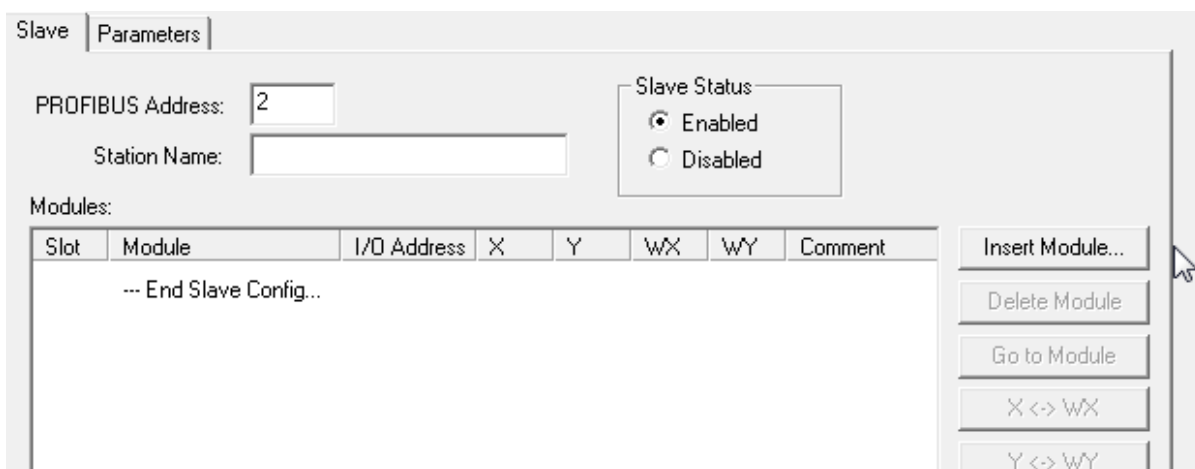 Slave Parameters
PROFIBUS Address: 2
Station Name:
Slave Status
Enabled
Disabled
Modules:
Slot Module I/O Address X Y WX WY Comment
--- End Slave Config...
Insert Module...
Delete Module
Go to Module
X <-> WX
Y <-> WY